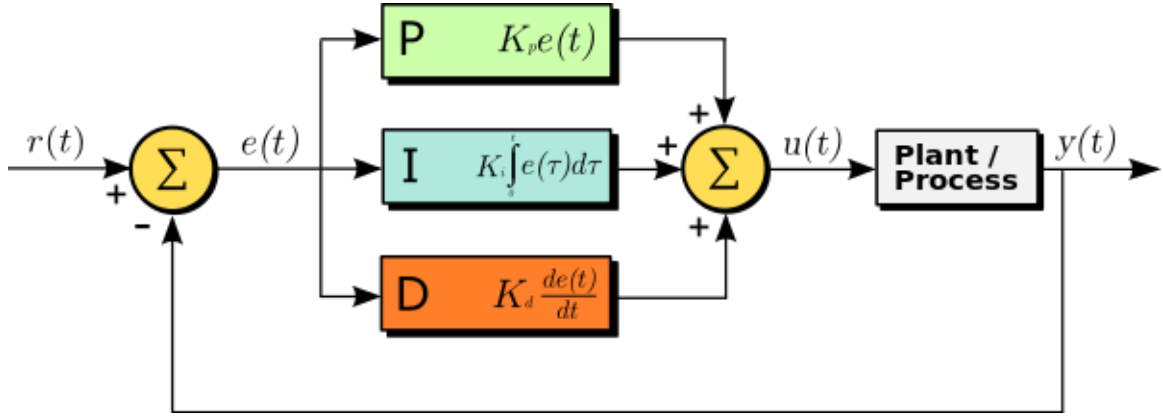 P K_p e(t)
r(t)
+
-
Σ
e(t)
I K_i ∫_0^t e(τ)dτ
D K_d de(t)/dt
+
+
+
Σ
u(t)
Plant /
Process
y(t)